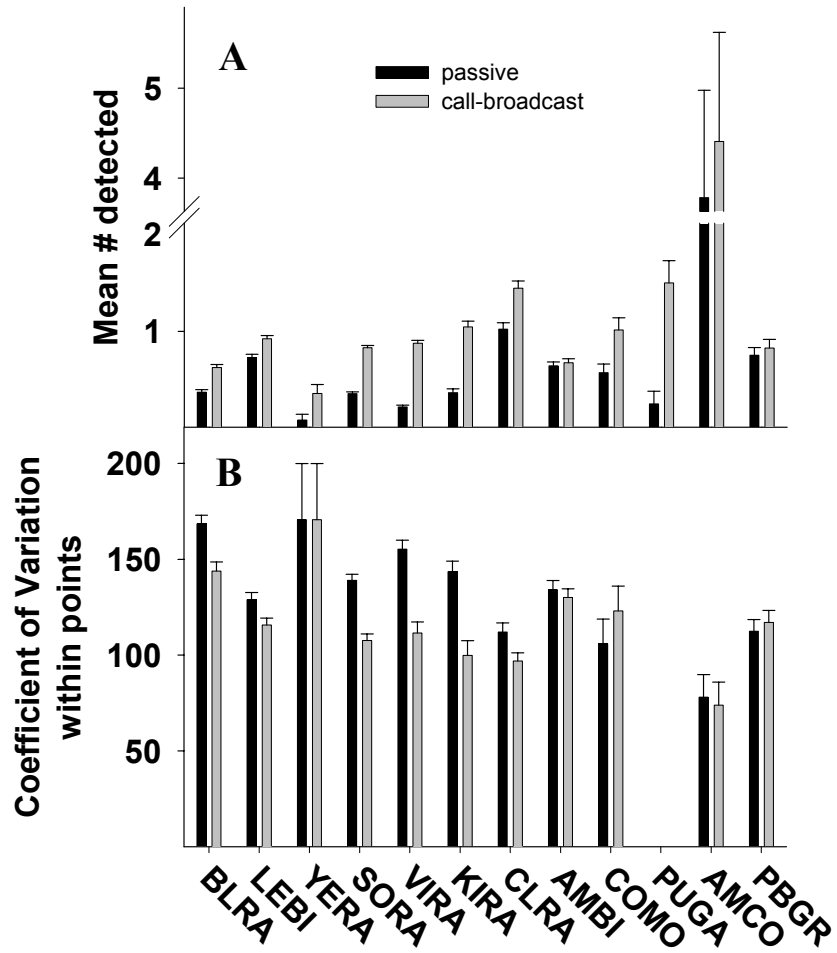 A
passive
call-broadcast
Mean # detected
5
4
2
1
B
Coefficient of Variation
within points
200
150
100
50
BLRA
LEBI
YERA
SORA
VIRA
KIRA
CLRA
AMBI
COMO
PUGA
AMCO
PBGR